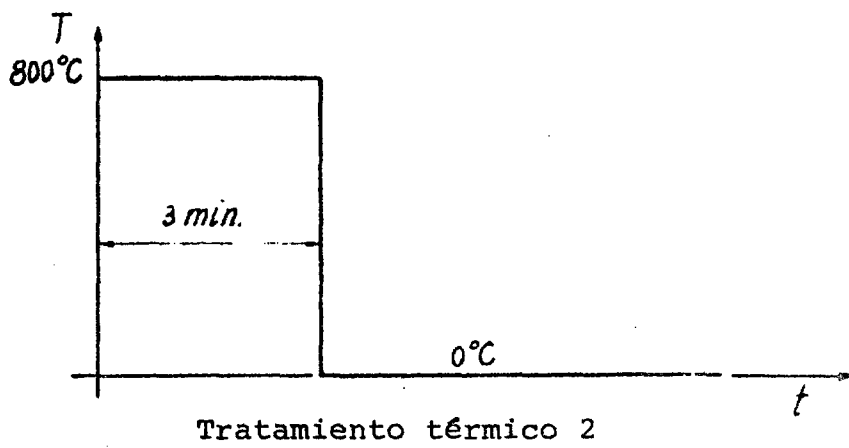 T
800°C
3 min.
0°C
t
Tratamiento térmico 2